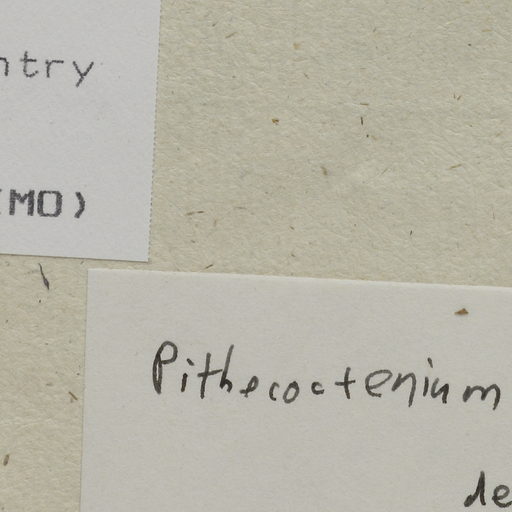 ntry
(MO)
Pithecoctenium
de